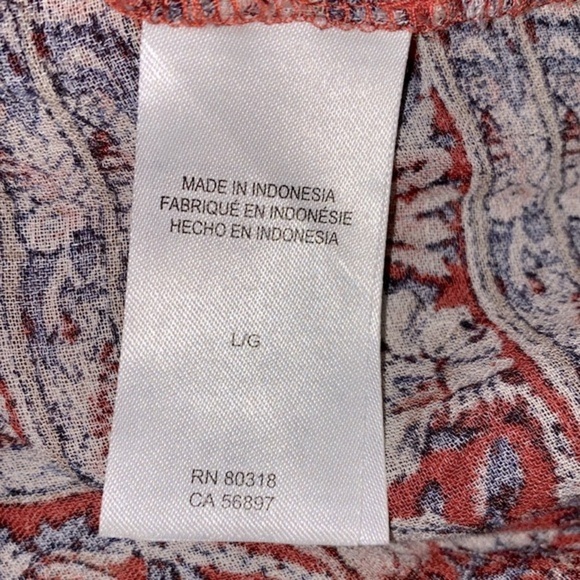 MADE IN INDONESIA
FABRIQUÉ EN INDONÉSIE
HECHO EN INDONESIA
L/G
RN 80318
CA 56897